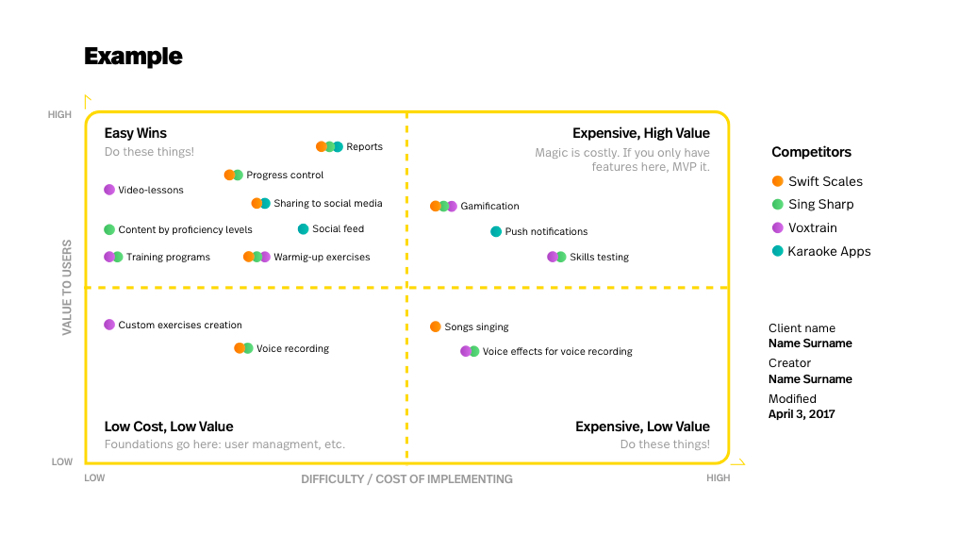 Example
HIGH
Easy Wins
Do these things!
Expensive, High Value
Magic is costly. If you only have
features here, MVP it.
Reports
Progress control
Video-lessons
Sharing to social media
Content by proficiency levels
Social feed
Training programs
Warmig-up exercises
Gamification
Push notifications
Skills testing
VALUE TO USERS
Custom exercises creation
Voice recording
Songs singing
Voice effects for voice recording
Low Cost, Low Value
Foundations go here: user managment, etc.
Expensive, Low Value
Do these things!
LOW
LOW
DIFFICULTY / COST OF IMPLEMENTING
HIGH
Competitors
Swift Scales
Sing Sharp
Voxtrain
Karaoke Apps
Client name
Name Surname
Creator
Name Surname
Modified
April 3, 2017